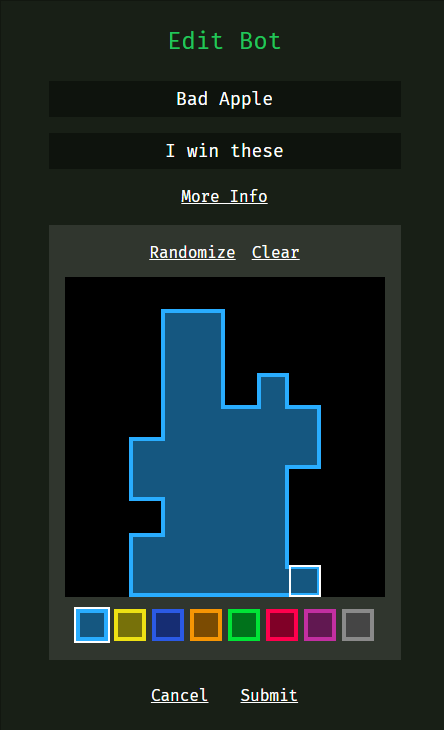 Edit Bot
Bad Apple
I win these
More Info
Randomize Clear
Cancel Submit